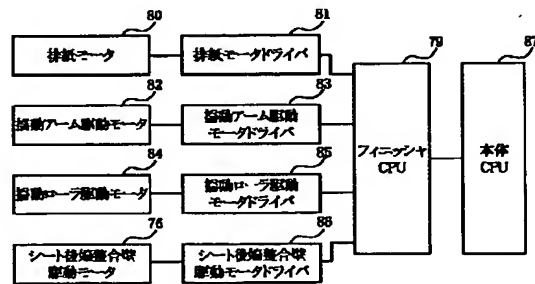 80
81
79
87
排紙モータ
排紙モータドライバ
82
83
揺動アーム駆動モータ
揺動アーム駆動
モータドライバ
フィニッシャ
CPU
本体
CPU
84
85
揺動ローラ駆動モータ
揺動ローラ駆動
モータドライバ
76
86
シート後端整合壁
駆動モータ
シート後端整合壁
駆動モータドライバ